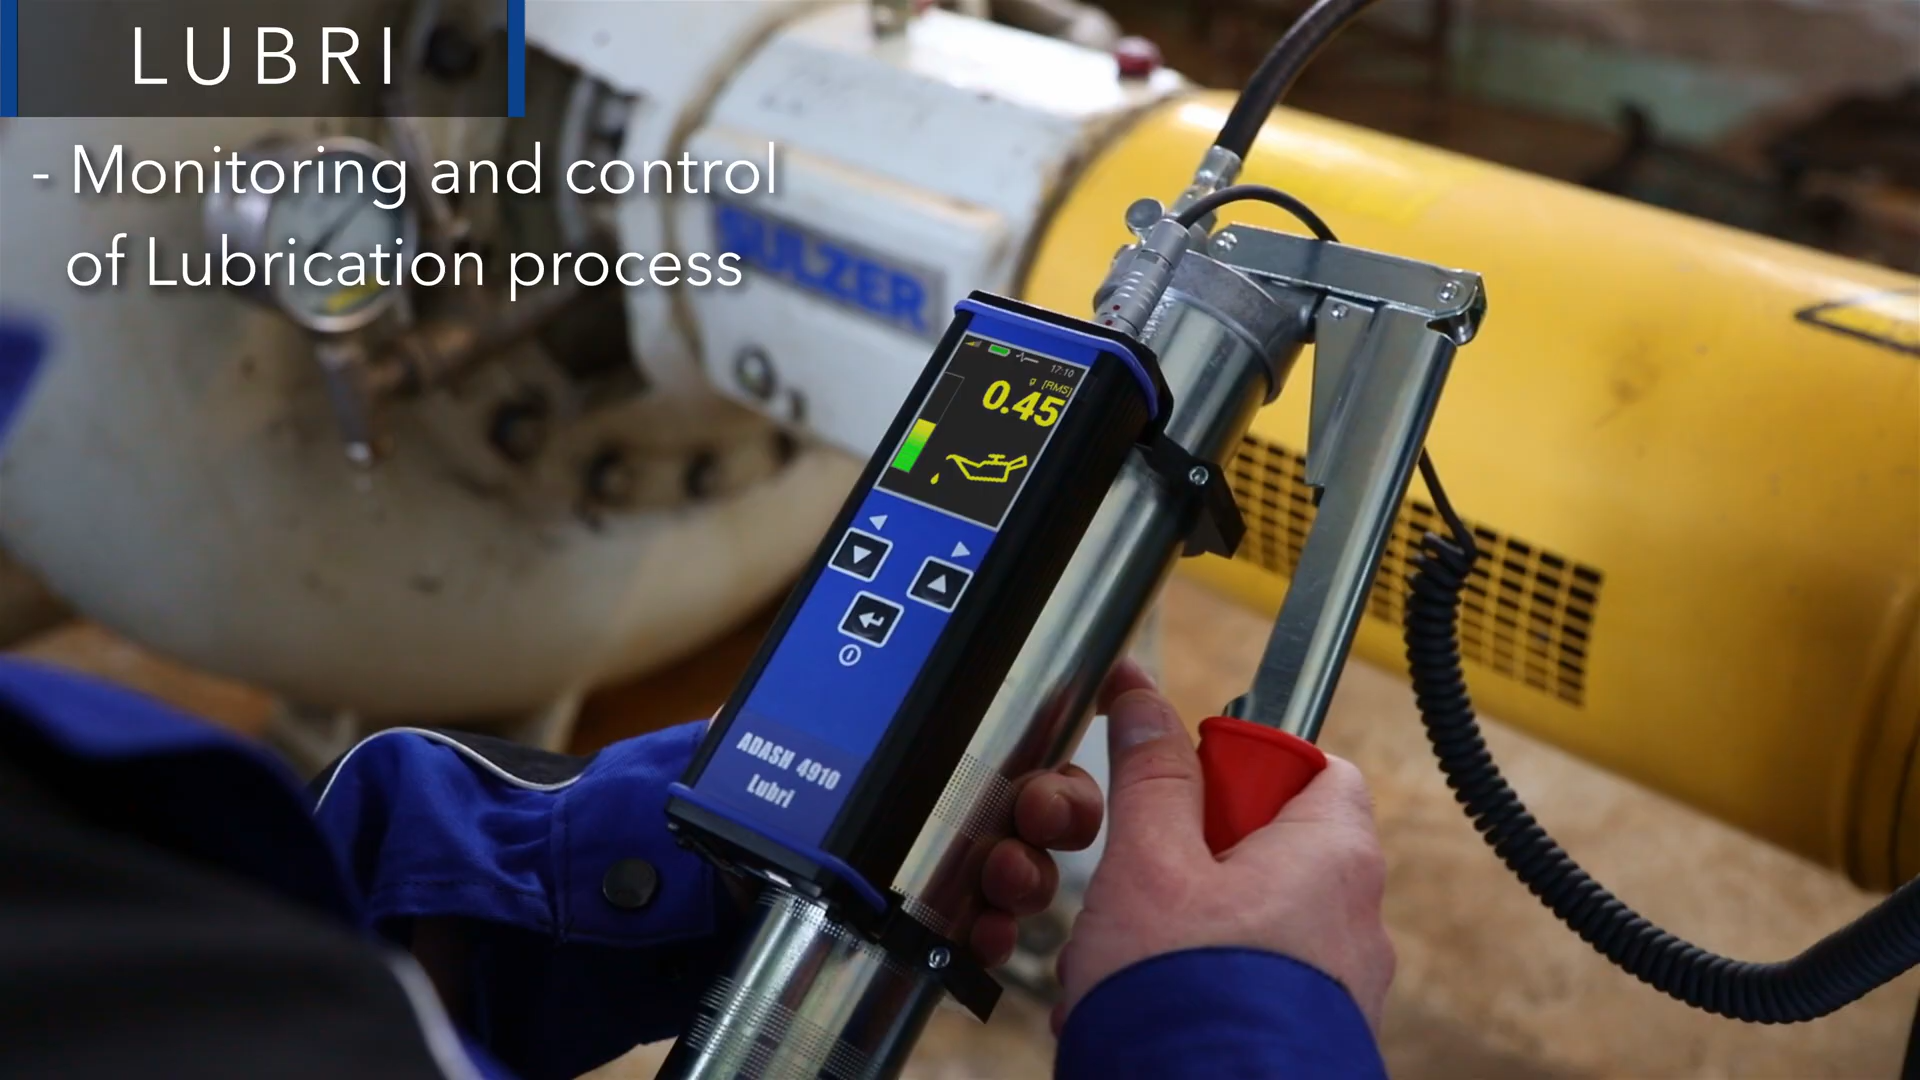 LUBRI
- Monitoring and control
of Lubrication process
SULZER
17:10
g [RMS]
0.45
ADASH 4910
Lubri